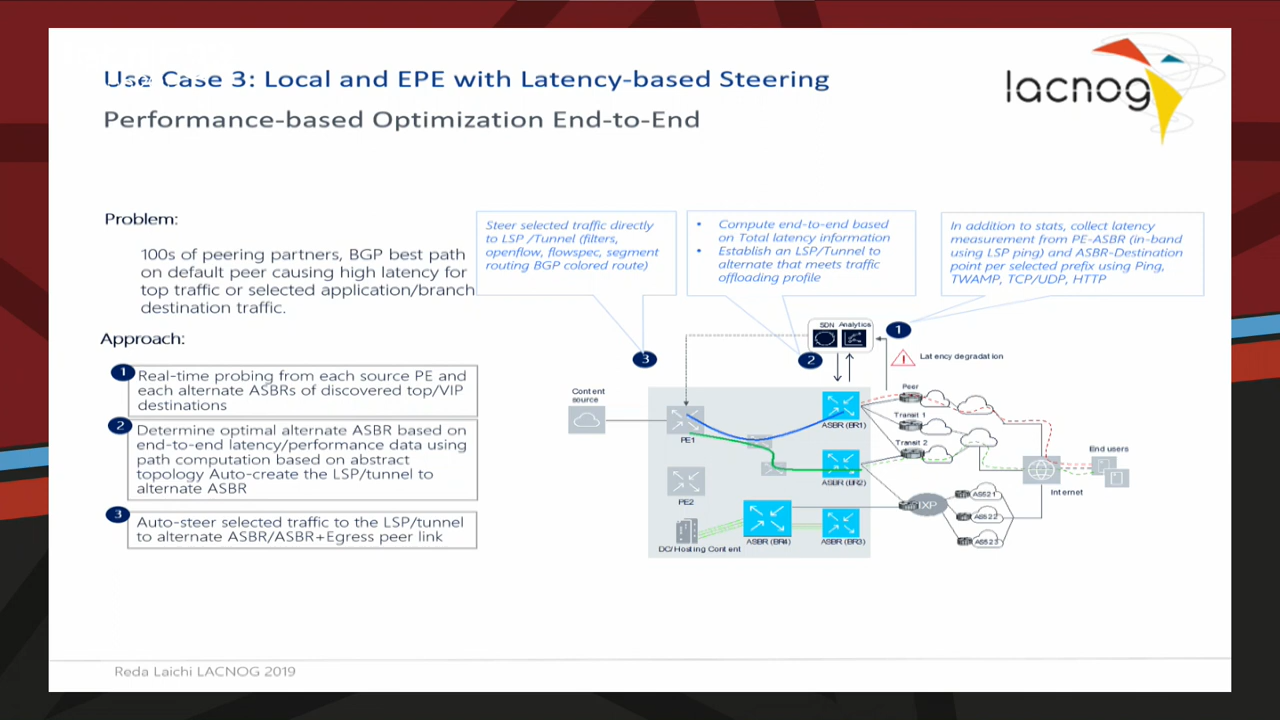 Use Case 3: Local and EPE with Latency-based Steering
Performance-based Optimization End-to-End
lacnog
Problem:
100s of peering partners, BGP best path
on default peer causing high latency for
top traffic or selected application/branch
destination traffic.
Approach:
1
Real-time probing from each source PE and
each alternate ASBRs of discovered top/VIP
destinations
2
Determine optimal alternate ASBR based on
end-to-end latency/performance data using
path computation based on abstract
topology Auto-create the LSP/tunnel to
alternate ASBR
3
Auto-steer selected traffic to the LSP/tunnel
to alternate ASBR/ASBR+Egress peer link
Steer selected traffic directly
to LSP /Tunnel (filters,
openflow, flowspec, segment
routing BGP colored route)
• Compute end-to-end based
on Total latency information
• Establish an LSP/Tunnel to
alternate that meets traffic
offloading profile
In addition to stats, collect latency
measurement from PE-ASBR (in-band
using LSP ping) and ASBR-Destination
point per selected prefix using Ping,
TWAMP, TCP/UDP, HTTP
SDN Analytics
1
2
3
Latency degradation
Content
source
PE1
ASBR (BR1)
Peer
Transit 1
Transit 2
ASBR (BR2)
End users
Internet
PE2
IXP
AS521
AS522
AS523
DC/Hosting Content
ASBR (BR4)
ASBR (BR3)
Reda Laichi LACNOG 2019